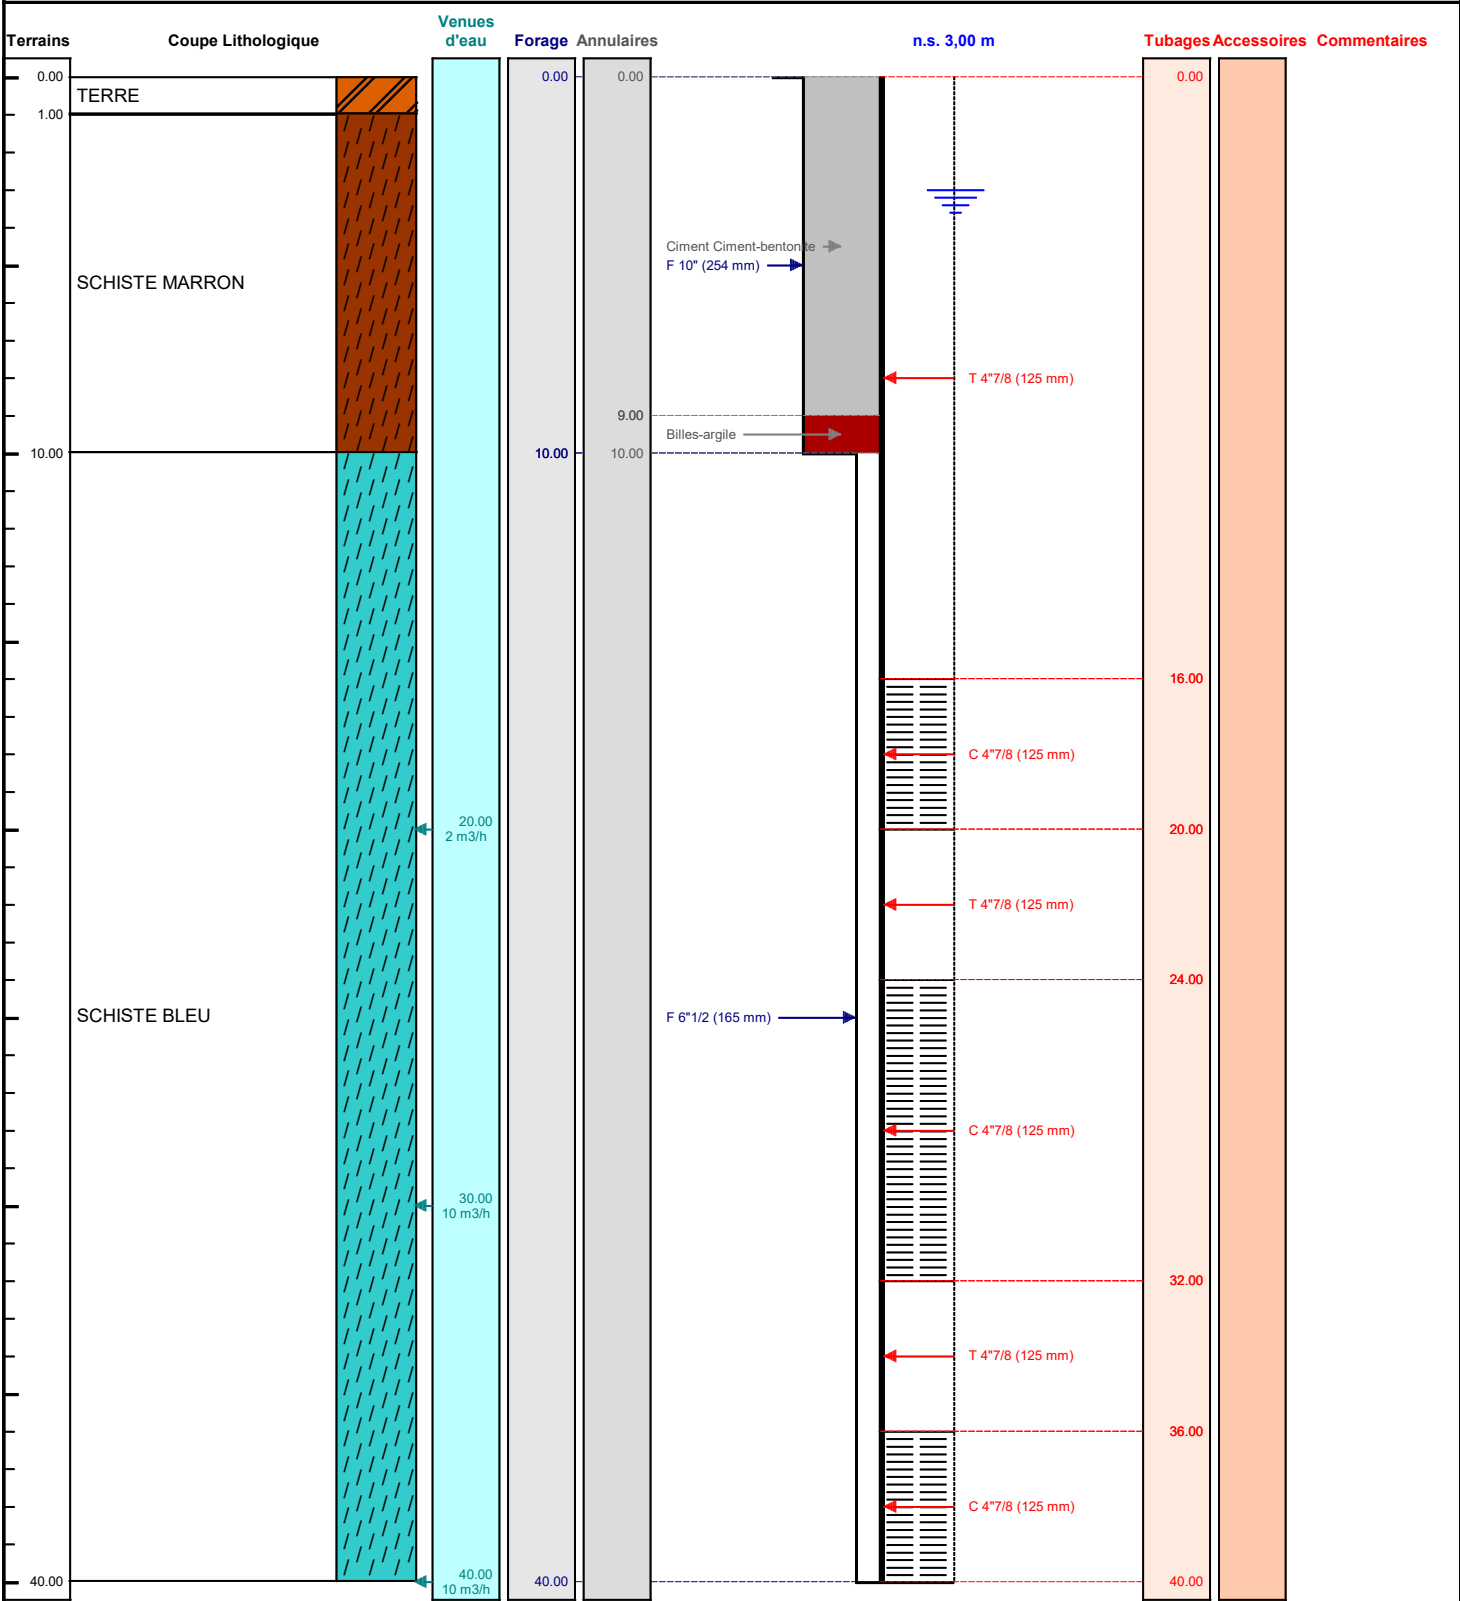 Terrains
Coupe Lithologique
Venues
d'eau
Forage
Annulaires
n.s. 3,00 m
Tubages
Accessoires
Commentaires
0.00
0.00
0.00
0.00
TERRE
1.00
Ciment Ciment-bentonite
F 10" (254 mm)
SCHISTE MARRON
T 4"7/8 (125 mm)
9.00
Billes-argile
10.00
10.00
10.00
16.00
C 4"7/8 (125 mm)
20.00
2 m3/h
20.00
T 4"7/8 (125 mm)
24.00
SCHISTE BLEU
F 6"1/2 (165 mm)
C 4"7/8 (125 mm)
30.00
10 m3/h
32.00
T 4"7/8 (125 mm)
36.00
C 4"7/8 (125 mm)
40.00
40.00
10 m3/h
40.00
40.00